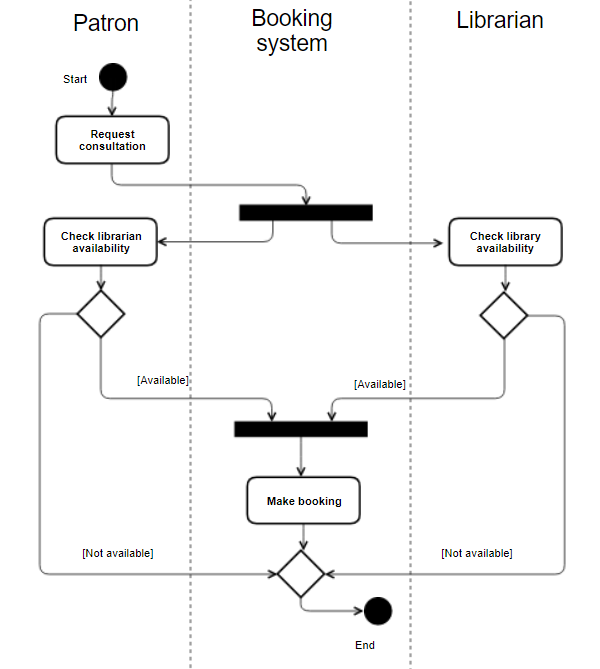 Patron
Booking
system
Librarian
Start
Request
consultation
Check librarian
availability
Check library
availability
[Available]
[Available]
Make booking
[Not available]
[Not available]
End